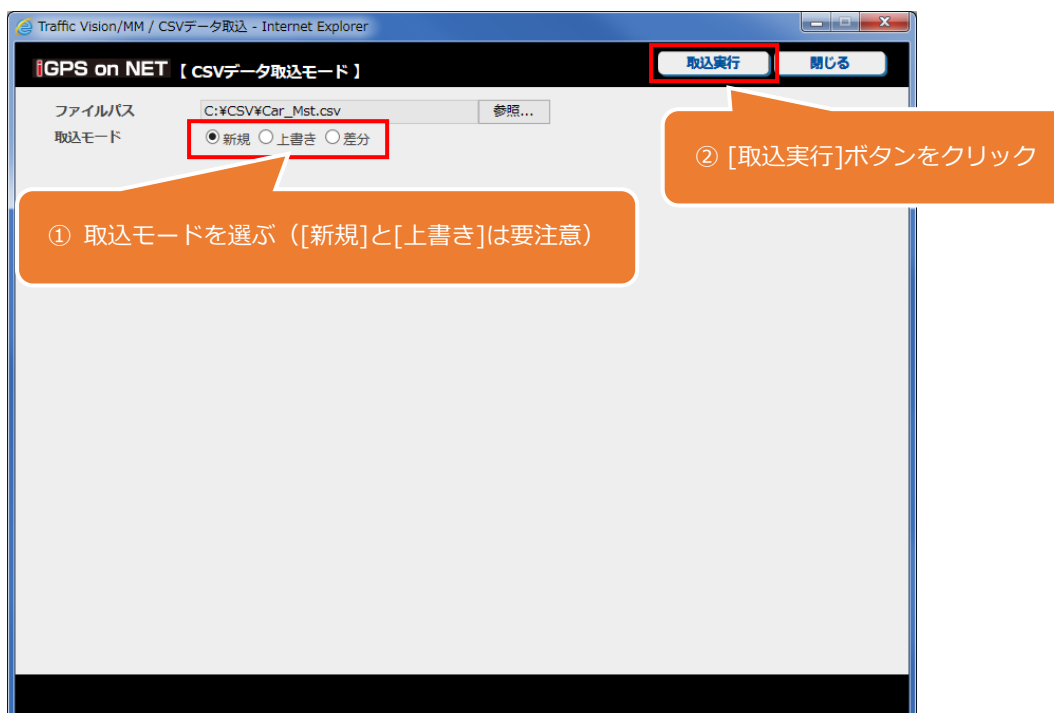 Traffic Vision/MM / CSVデータ取込 - Internet Explorer
iGPS on NET 【 CSVデータ取込モード 】 取込実行 閉じる
ファイルパス C:¥CSV¥Car_Mst.csv 参照...
取込モード 新規 上書き 差分
② [取込実行]ボタンをクリック
① 取込モードを選ぶ（[新規]と[上書き]は要注意）